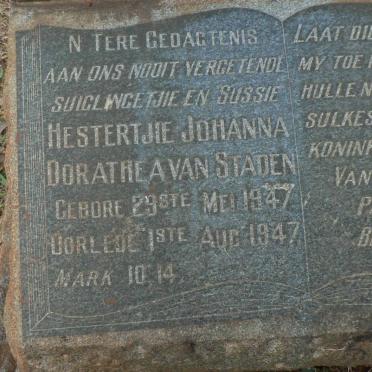 N TERE GEDAGTENIS
AAN ONS NOOIT VERGETENDE
SUIGLINGETJIE EN SUSSIE
HESTERTJIE JOHANNA
DORATHEA VAN STADEN
GEBORE 29STE MEI 1947
OORLEDE 1STE AUG 1947
MARK 10 14
LAAT DIE
MY TOE
HULLE N
SULKES
KONINK
VAN